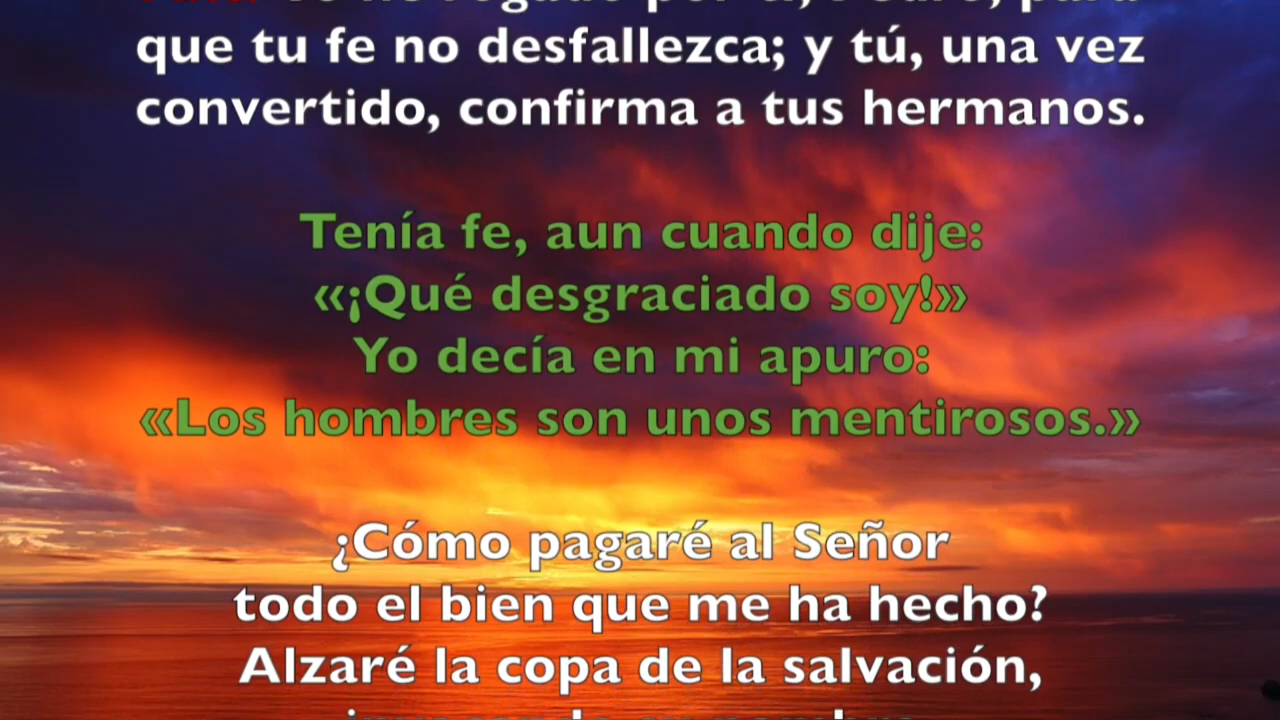 que tu fe no desfallezca; y tú, una vez
convertido, confirma a tus hermanos.
Tenía fe, aun cuando dije:
«¡Qué desgraciado soy!»
Yo decía en mi apuro:
«Los hombres son unos mentirosos.»
¿Cómo pagaré al Señor
todo el bien que me ha hecho?
Alzaré la copa de la salvación,